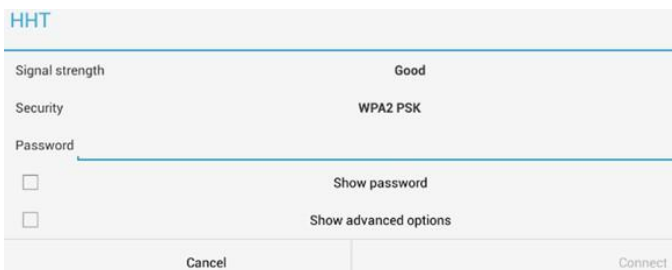 HHT
Signal strength Good
Security WPA2 PSK
Password
Show password
Show advanced options
Cancel Connect